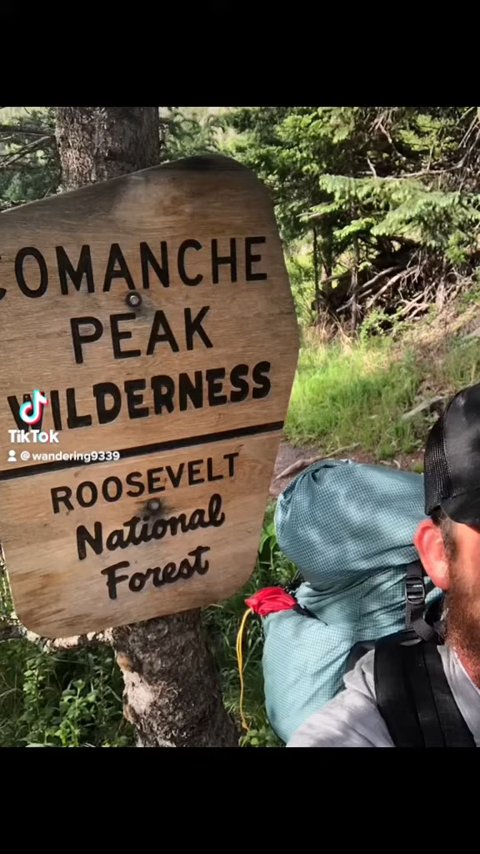 COMANCHE
PEAK
WILDERNESS
TikTok
@wandering9339
ROOSEVELT
National
Forest